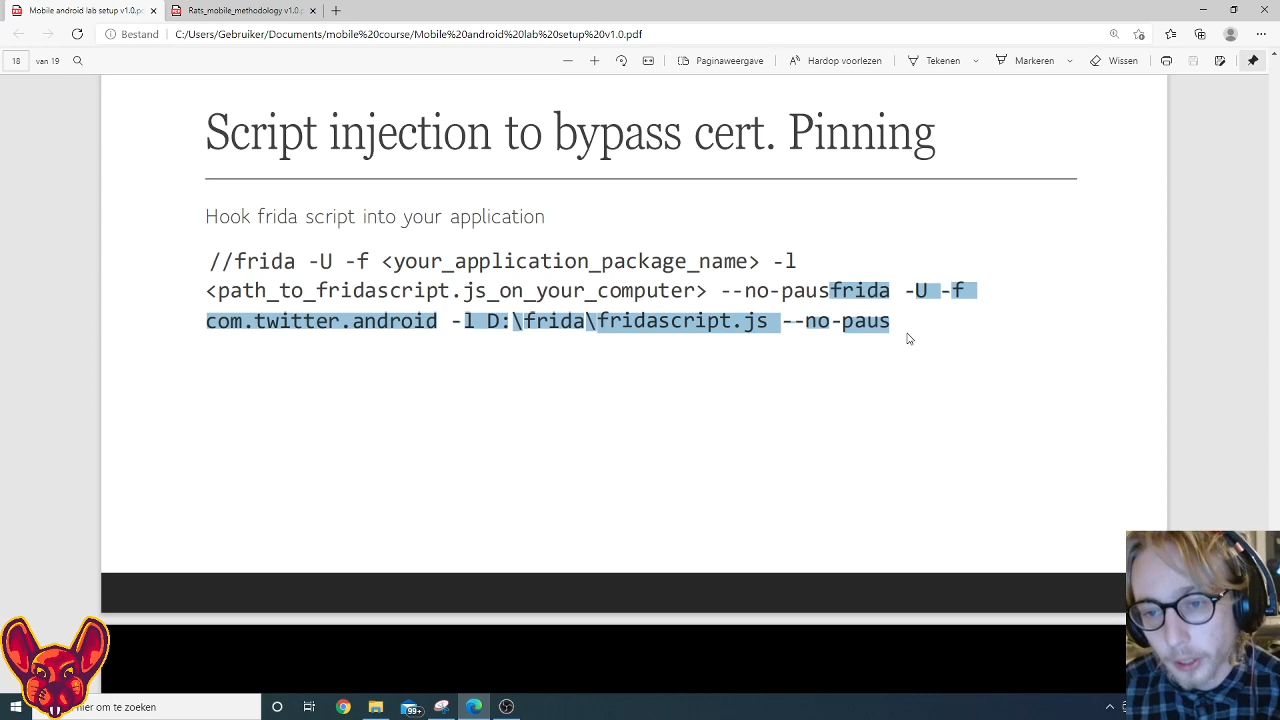 Mobile android lab setup v1.0.pd
Rats_mobile_methodology v1.0.p
Bestand
C:/Users/Gebruiker/Documents/mobile%20course/Mobile%20android%20lab%20setup%20v1.0.pdf
18 van 19
Paginaweergave
Hardop voorlezen
Tekenen
Markeren
Wissen
Script injection to bypass cert. Pinning
Hook frida script into your application
//frida -U -f <your_application_package_name> -l
<path_to_fridascript.js_on_your_computer> --no-pausfrida -U -f
com.twitter.android -l D:\frida\fridascript.js --no-paus
hier om te zoeken
99+